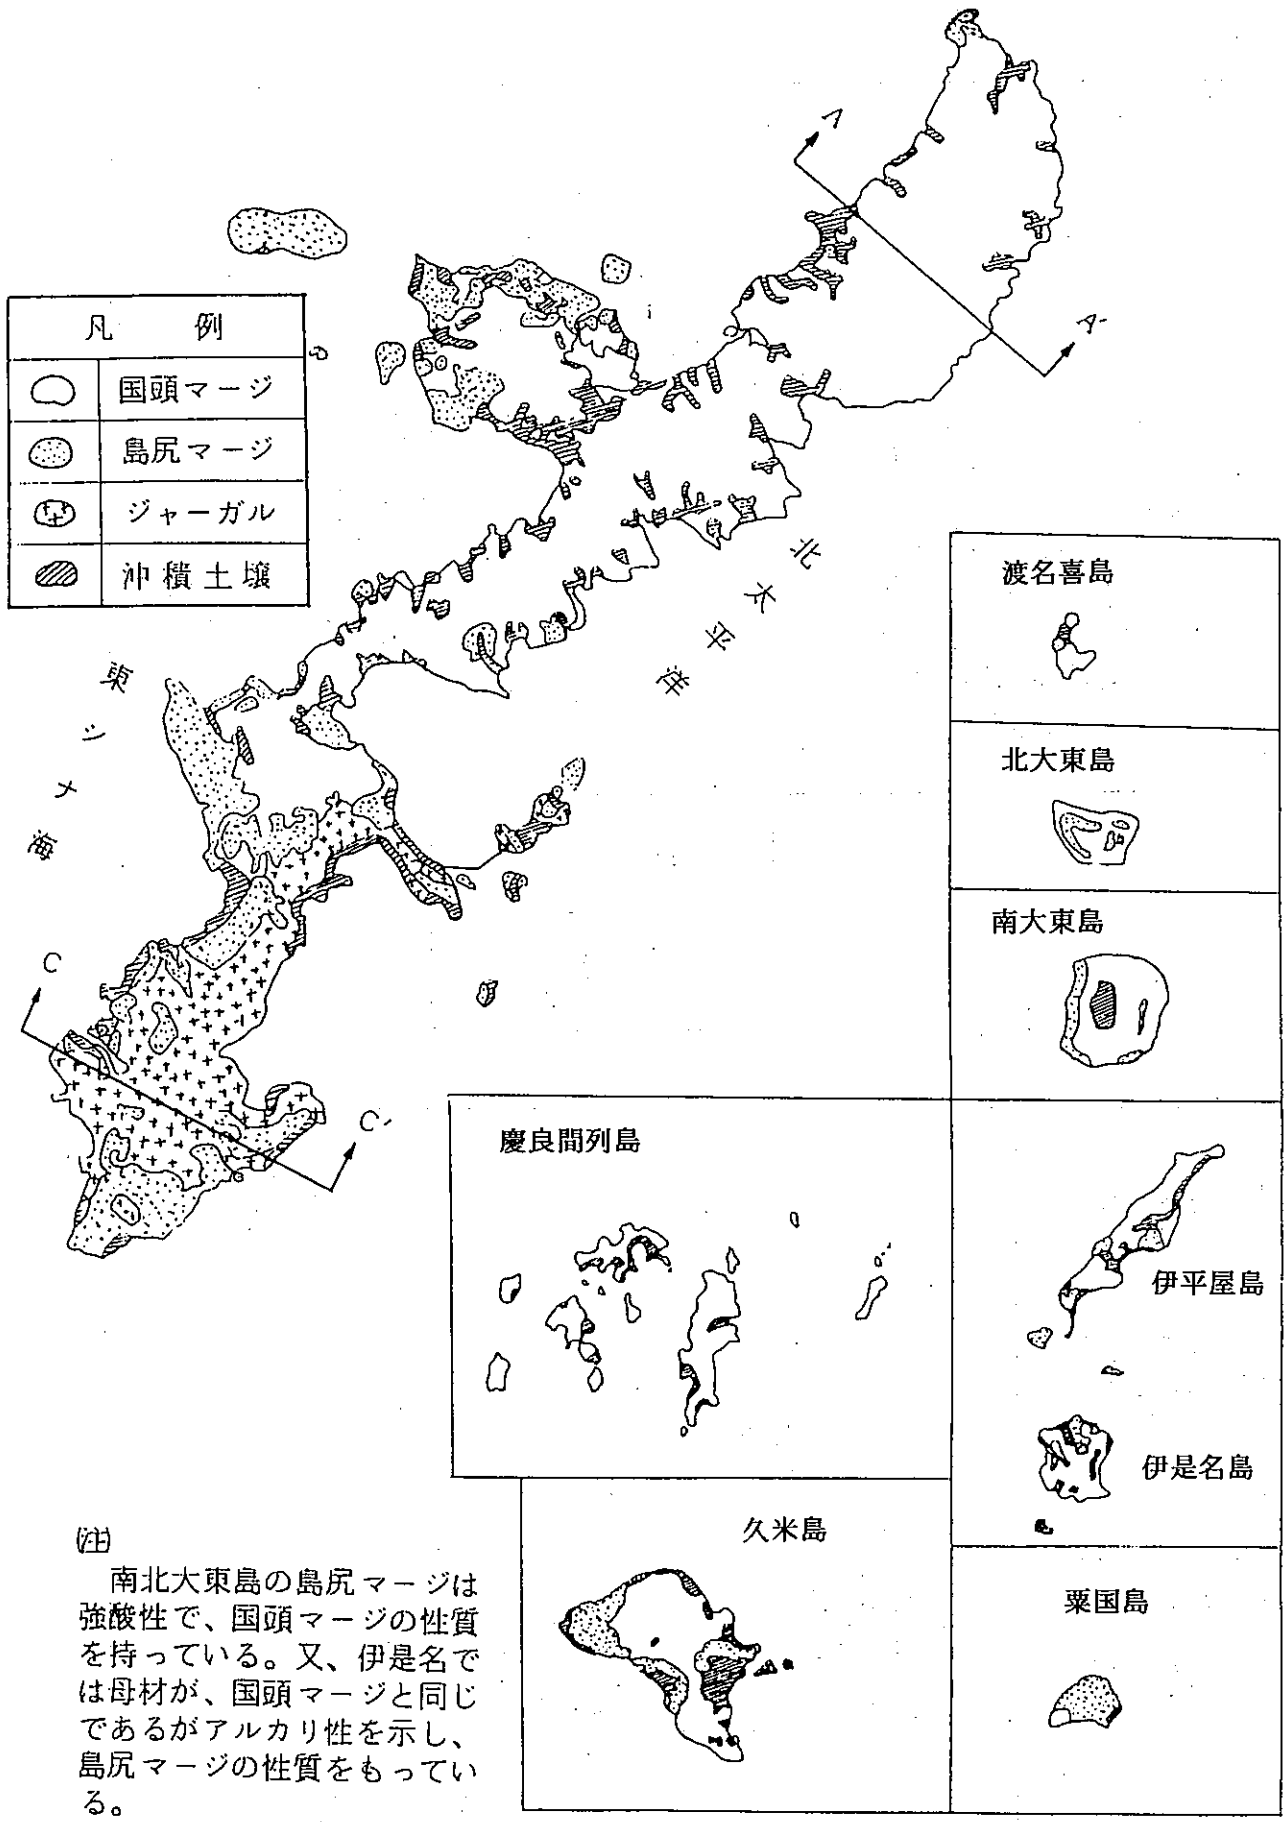 凡 例
国頭マージ
島尻マージ
ジャーガル
沖積土壌
A
A'
北太平洋
東シナ海
C
C'
渡名喜島
北大東島
南大東島
慶良間列島
伊平屋島
伊是名島
久米島
粟国島
(注)
南北大東島の島尻マージは
強酸性で、国頭マージの性質
を持っている。又、伊是名で
は母材が、国頭マージと同じ
であるがアルカリ性を示し、
島尻マージの性質をもってい
る。